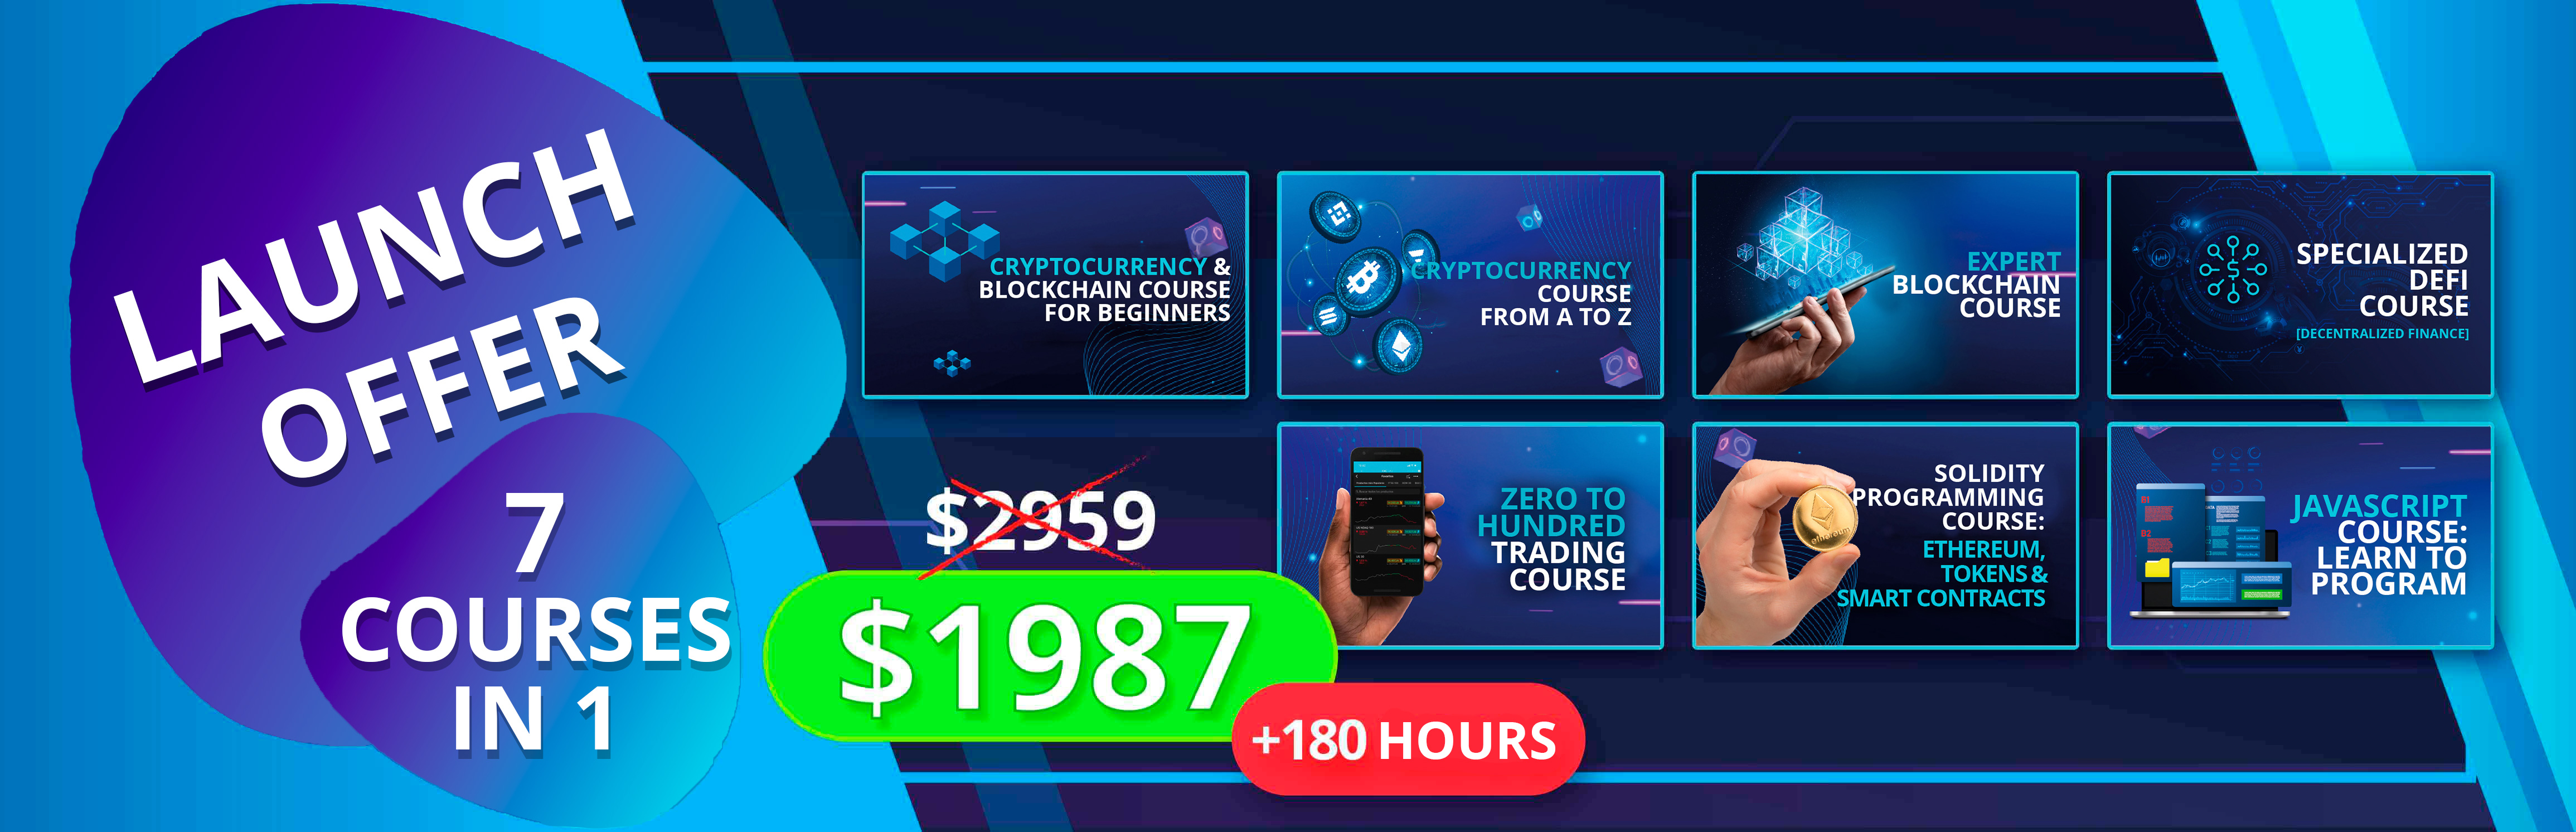 LAUNCH
OFFER
7
COURSES
IN 1
CRYPTOCURRENCY &
BLOCKCHAIN COURSE
FOR BEGINNERS
CRYPTOCURRENCY
COURSE
FROM A TO Z
EXPERT
BLOCKCHAIN
COURSE
SPECIALIZED
DEFI
COURSE
[DECENTRALIZED FINANCE]
$2959
$1987
+180 HOURS
ZERO TO
HUNDRED
TRADING
COURSE
SOLIDITY
PROGRAMMING
COURSE:
ETHEREUM,
TOKENS &
SMART CONTRACTS
ethereum
JAVASCRIPT
COURSE:
LEARN TO
PROGRAM